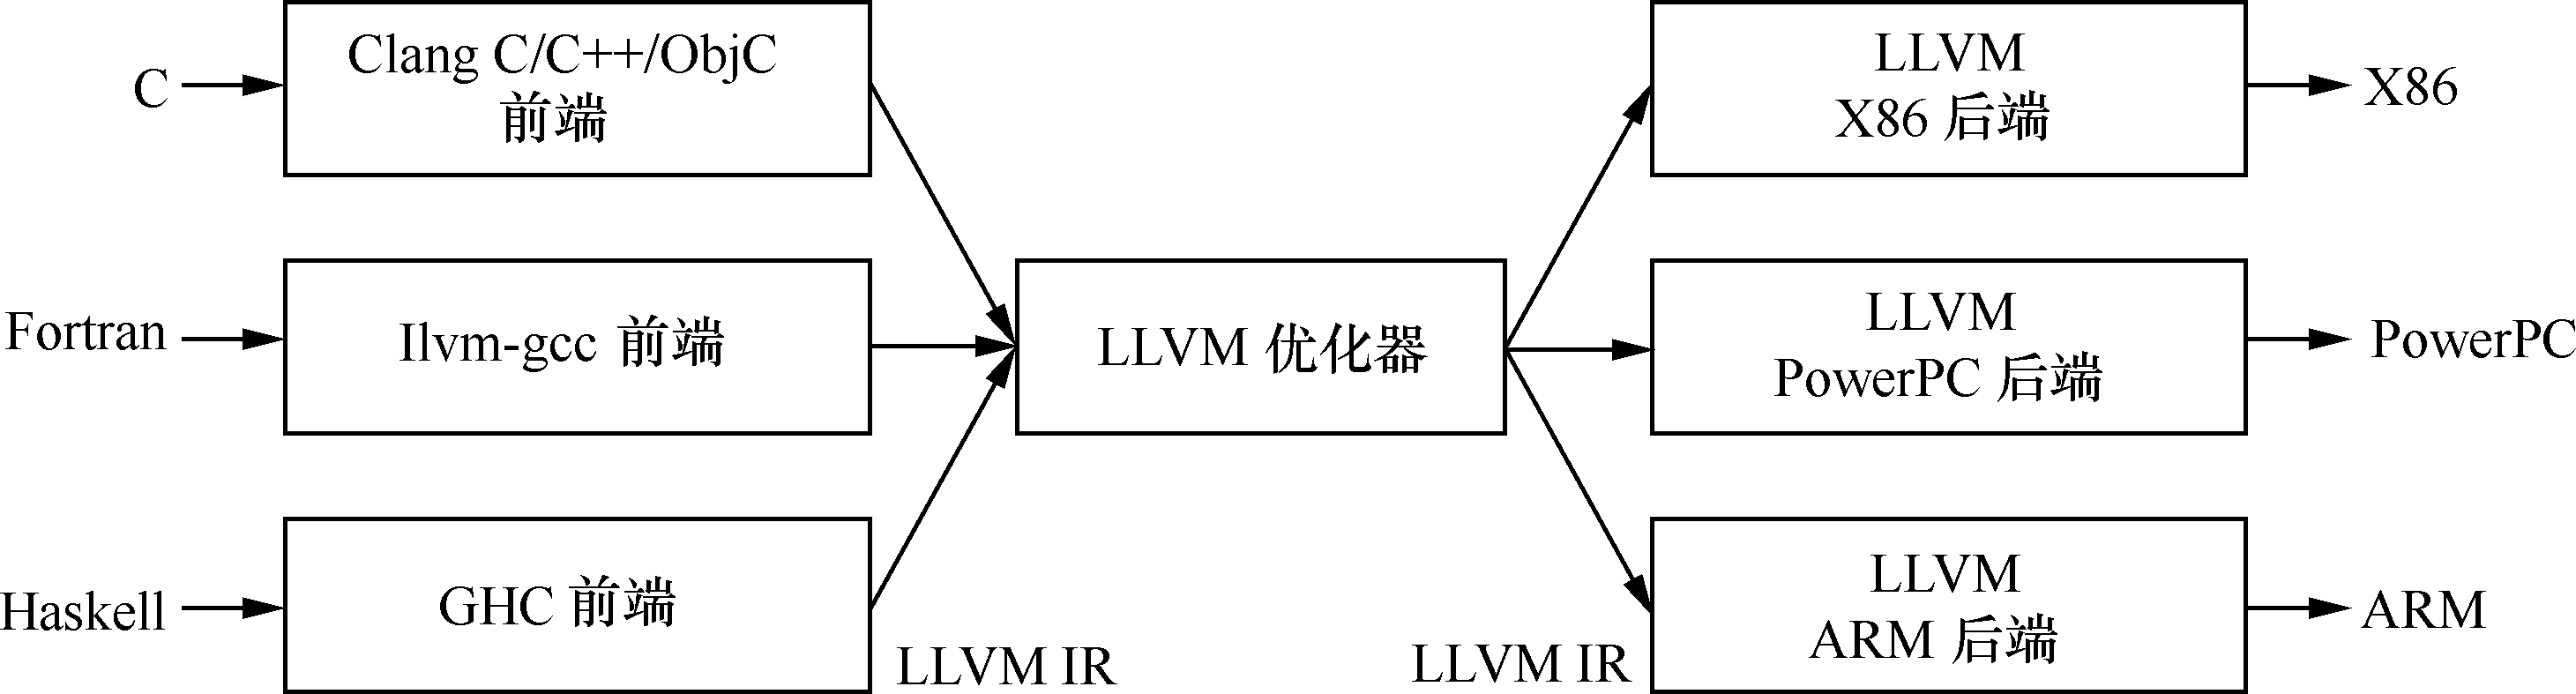 C
Clang C/C++/ObjC
前端
LLVM
X86 后端
X86
Fortran
Ilvm-gcc 前端
LLVM 优化器
LLVM
PowerPC 后端
PowerPC
Haskell
GHC 前端
LLVM IR
LLVM IR
LLVM
ARM 后端
ARM